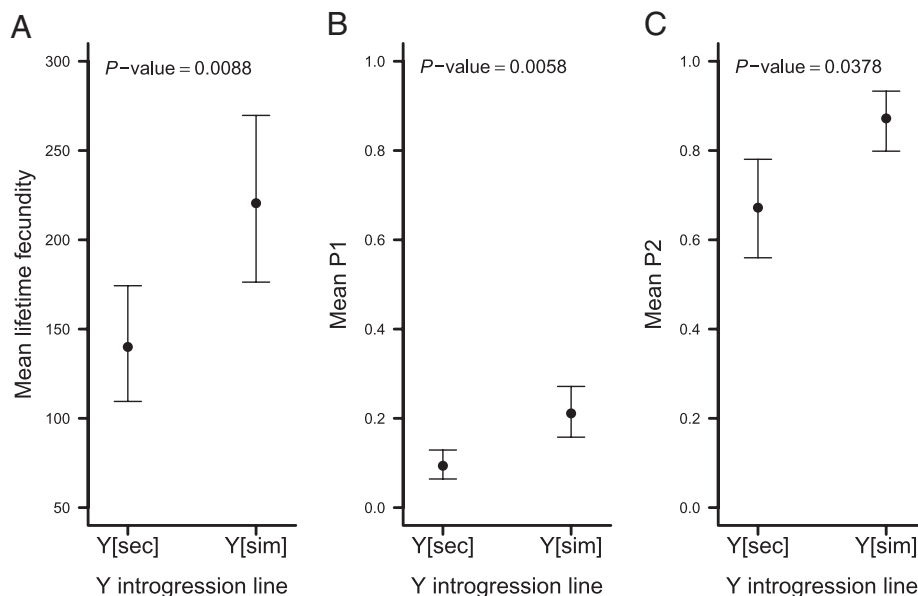 A
P−value = 0.0088
300
250
200
150
200
50
Mean lifetime fecundity
Y[sec]
Y[sim]
Y introgression line
B
P−value = 0.0058
1.0
0.8
0.6
0.4
0.2
0.0
Mean P1
Y[sec]
Y[sim]
Y introgression line
C
P−value = 0.0378
1.0
0.8
0.6
0.4
0.2
0.0
Mean P2
Y[sec]
Y[sim]
Y introgression line